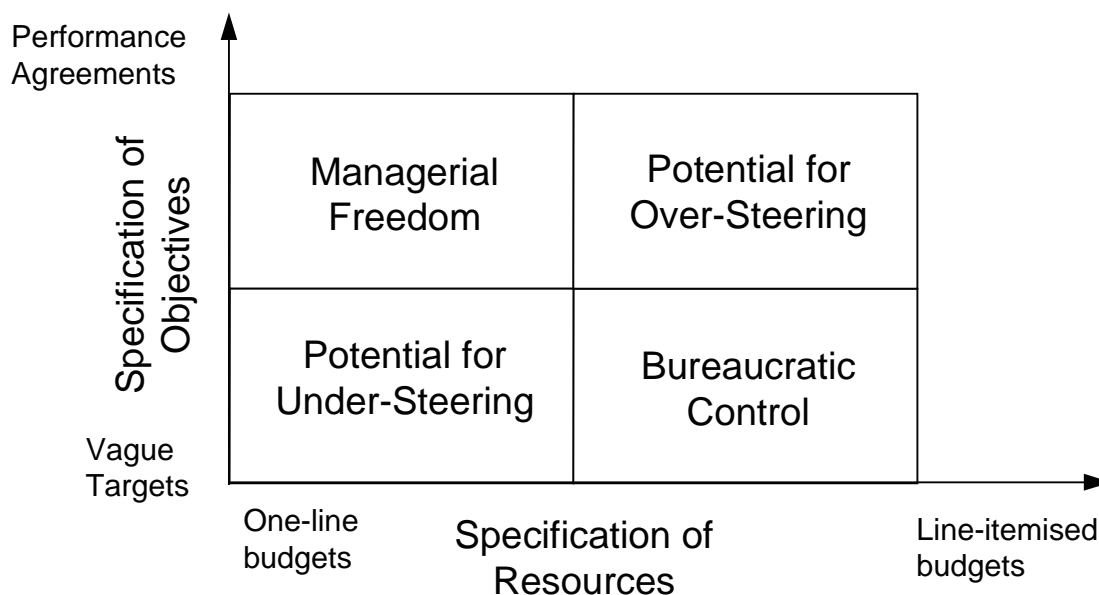 Performance
Agreements
Specification of
Objectives
Managerial
Freedom
Potential for
Over-Steering
Potential for
Under-Steering
Bureaucratic
Control
Vague
Targets
One-line
budgets
Specification of
Resources
Line-itemised
budgets